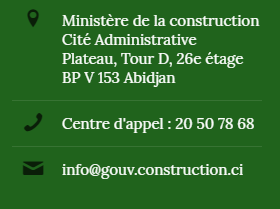 Ministère de la construction
Cité Administrative
Plateau, Tour D, 26e étage
BP V 153 Abidjan
Centre d'appel : 20 50 78 68
info@gouv.construction.ci